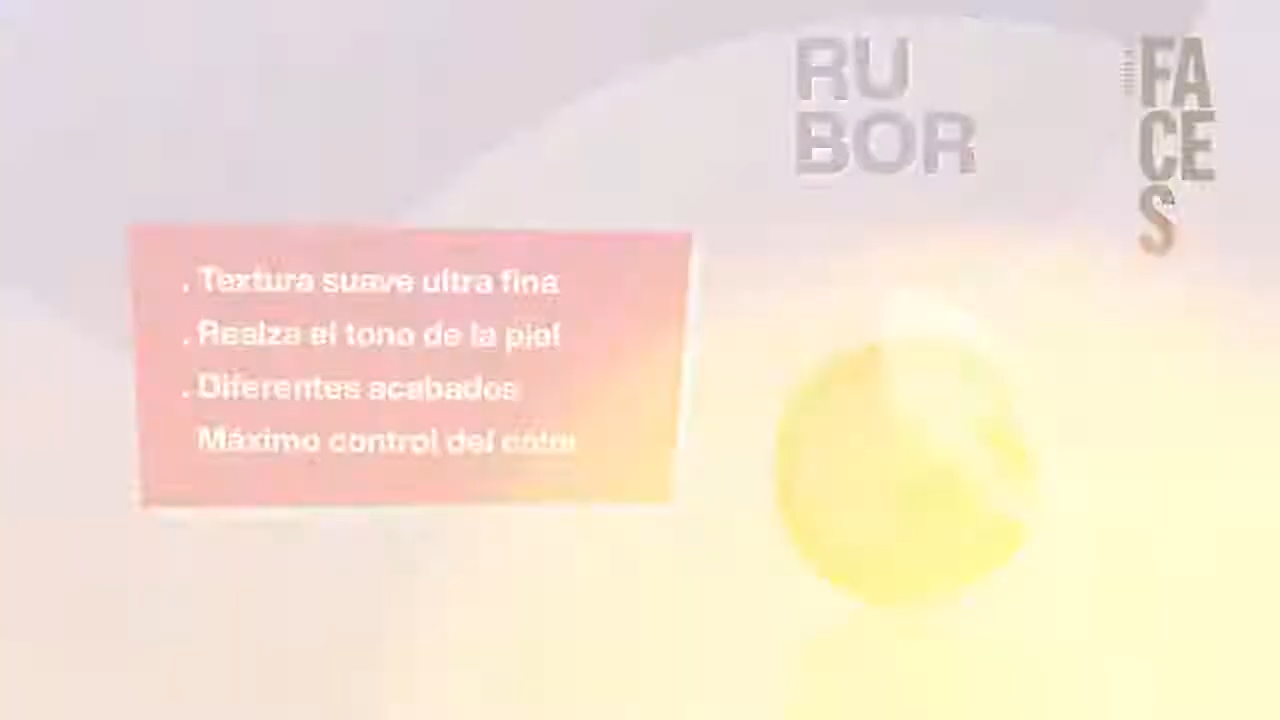 RU
BOR
FA
CE
S
. Textura suave ultra fina
. Realza el tono de la piel
. Diferentes acabados
Máximo control del color